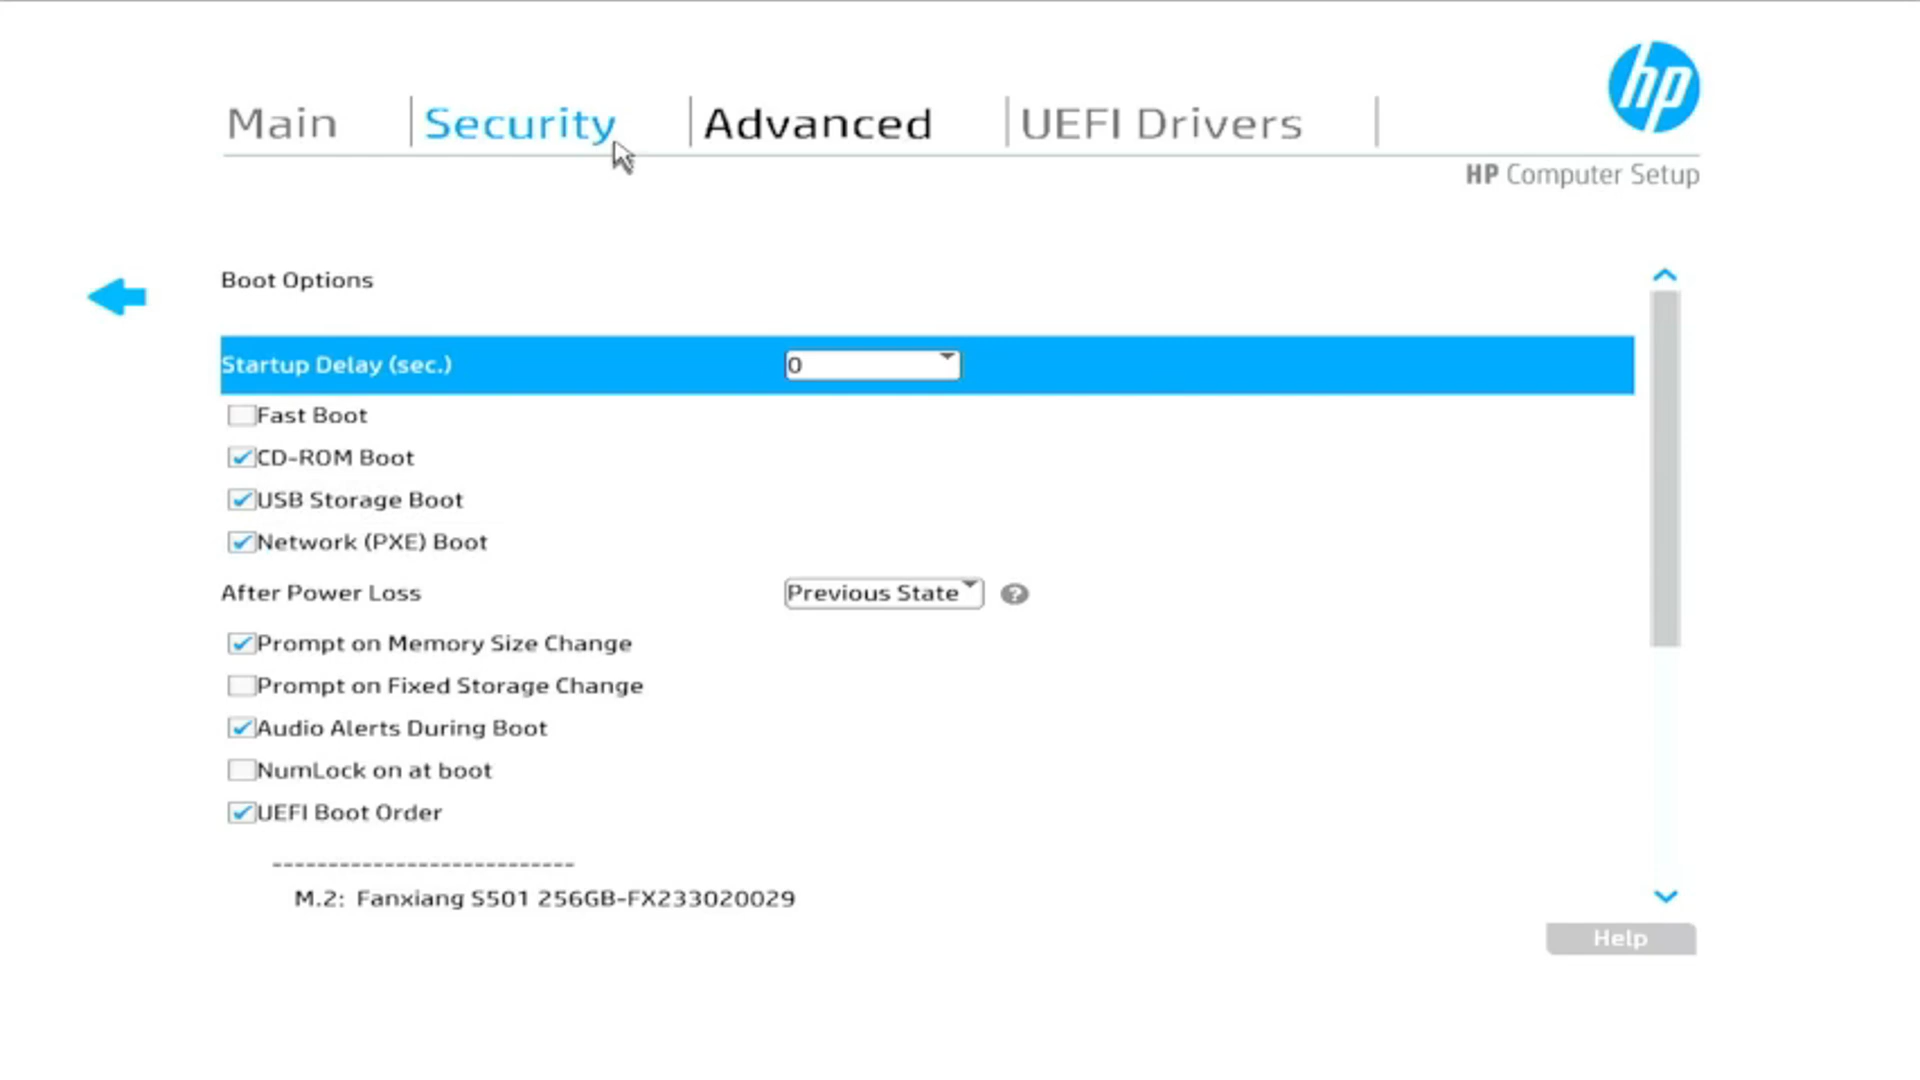 Main Security Advanced UEFI Drivers
hp
HP Computer Setup
Boot Options
Startup Delay (sec.) 0
Fast Boot
CD-ROM Boot
USB Storage Boot
Network (PXE) Boot
After Power Loss Previous State ?
Prompt on Memory Size Change
Prompt on Fixed Storage Change
Audio Alerts During Boot
NumLock on at boot
UEFI Boot Order
---------------------------
M.2: Fanxiang S501 256GB-FX233020029
Help